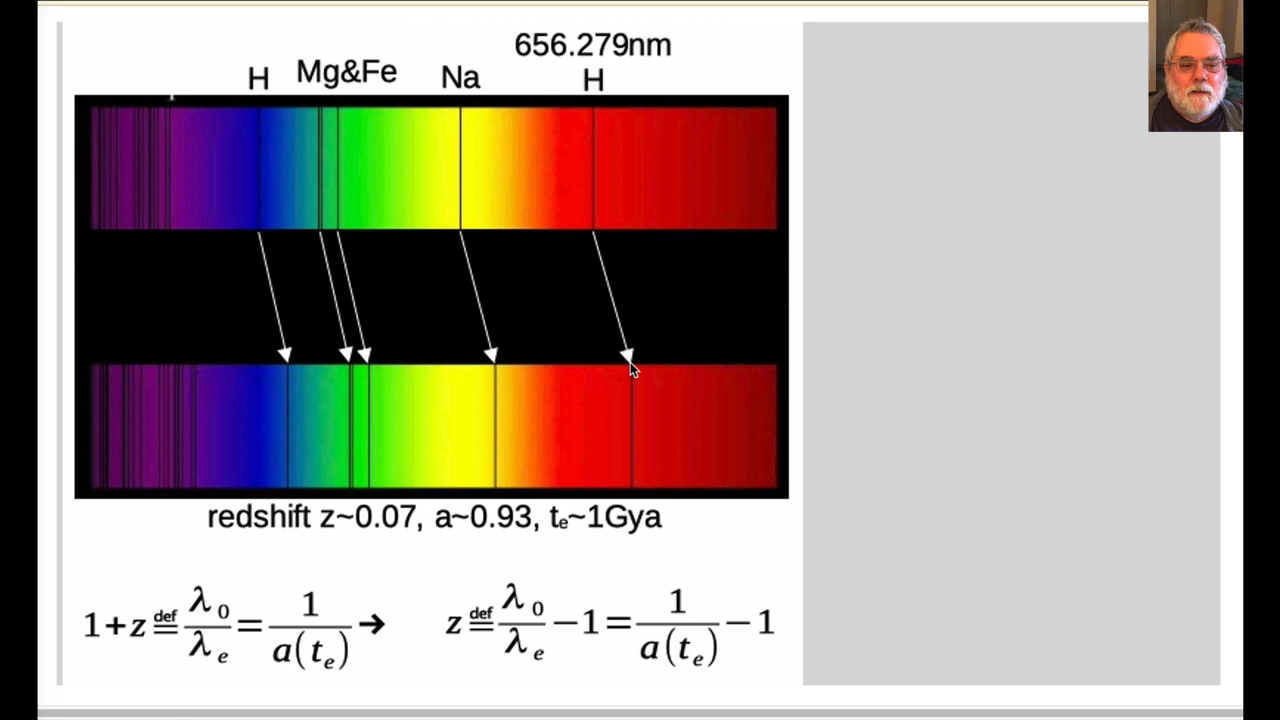 656.279nm
H Mg&Fe Na H
redshift z~0.07, a~0.93, tₑ~1Gya
1+z ≝ λ₀/λₑ = 1/a(tₑ) → z ≝ λ₀/λₑ −1 = 1/a(tₑ) −1